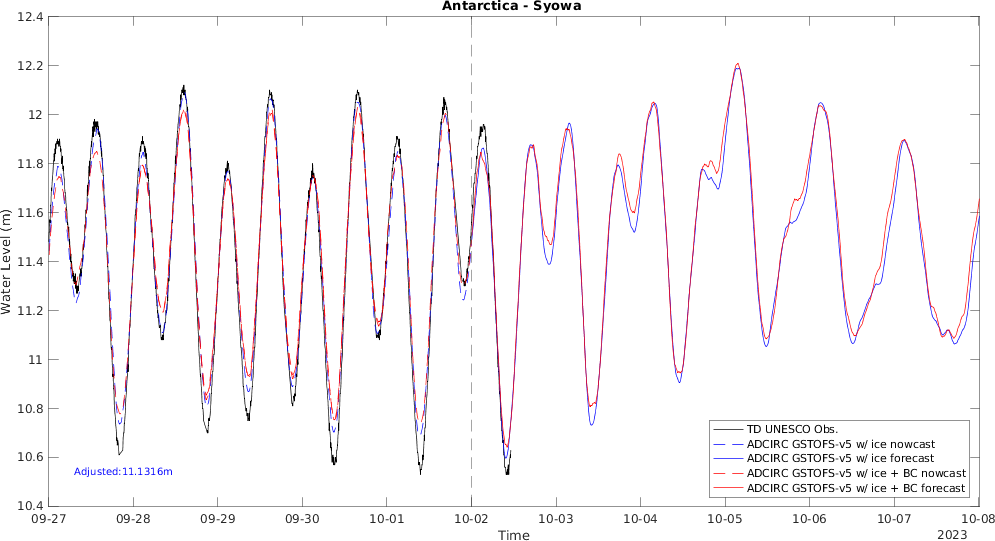 Antarctica - Syowa
12.4
12.2
12
11.8
11.6
11.4
11.2
11
10.8
10.6
10.4
Water Level (m)
Adjusted:11.1316m
TD UNESCO Obs.
ADCIRC GSTOFS-v5 w/ ice nowcast
ADCIRC GSTOFS-v5 w/ ice forecast
ADCIRC GSTOFS-v5 w/ ice + BC nowcast
ADCIRC GSTOFS-v5 w/ ice + BC forecast
09-27 09-28 09-29 09-30 10-01 10-02 10-03 10-04 10-05 10-06 10-07 10-08
Time
2023